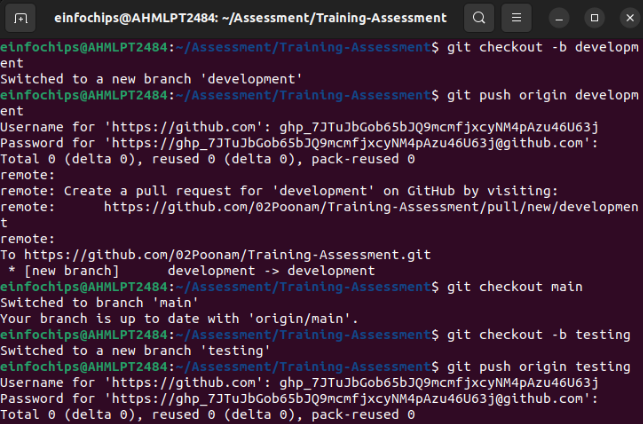 einfochips@AHMLPT2484: ~/Assessment/Training-Assessment
einfochips@AHMLPT2484:~/Assessment/Training-Assessment$ git checkout -b developm
ent
Switched to a new branch 'development'
einfochips@AHMLPT2484:~/Assessment/Training-Assessment$ git push origin developm
ent
Username for 'https://github.com': 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
Password for 'https://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@github.com':
Total 0 (delta 0), reused 0 (delta 0), pack-reused 0
remote:
remote: Create a pull request for 'development' on GitHub by visiting:
remote:      https://github.com/02Poonam/Training-Assessment/pull/new/developmen
t
remote:
To https://github.com/02Poonam/Training-Assessment.git
 * [new branch]      development -> development
einfochips@AHMLPT2484:~/Assessment/Training-Assessment$ git checkout main
Switched to branch 'main'
Your branch is up to date with 'origin/main'.
einfochips@AHMLPT2484:~/Assessment/Training-Assessment$ git checkout -b testing
Switched to a new branch 'testing'
einfochips@AHMLPT2484:~/Assessment/Training-Assessment$ git push origin testing
Username for 'https://github.com': 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
Password for 'https://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@github.com':
Total 0 (delta 0), reused 0 (delta 0), pack-reused 0